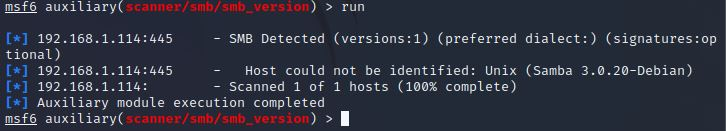 msf6 auxiliary(scanner/smb/smb_version) > run
[*] 192.168.1.114:445 - SMB Detected (versions:1) (preferred dialect:) (signatures:op
tional)
[*] 192.168.1.114:445 - Host could not be identified: Unix (Samba 3.0.20-Debian)
[*] 192.168.1.114: - Scanned 1 of 1 hosts (100% complete)
[*] Auxiliary module execution completed
msf6 auxiliary(scanner/smb/smb_version) >